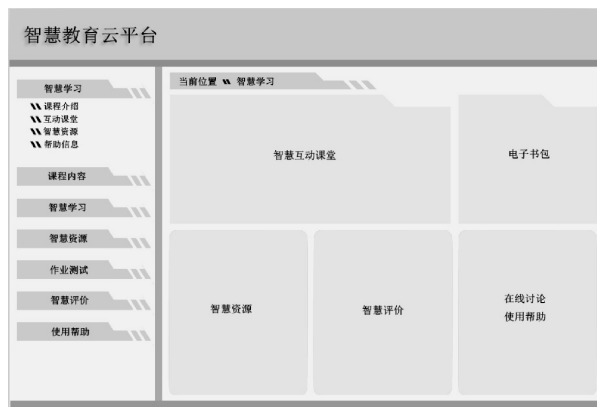 智慧教育云平台
智慧学习
课程介绍
互动课堂
智慧资源
帮助信息
课程内容
智慧学习
智慧资源
作业测试
智慧评价
使用帮助
当前位置 智慧学习
智慧互动课堂
电子书包
智慧资源
智慧评价
在线讨论
使用帮助